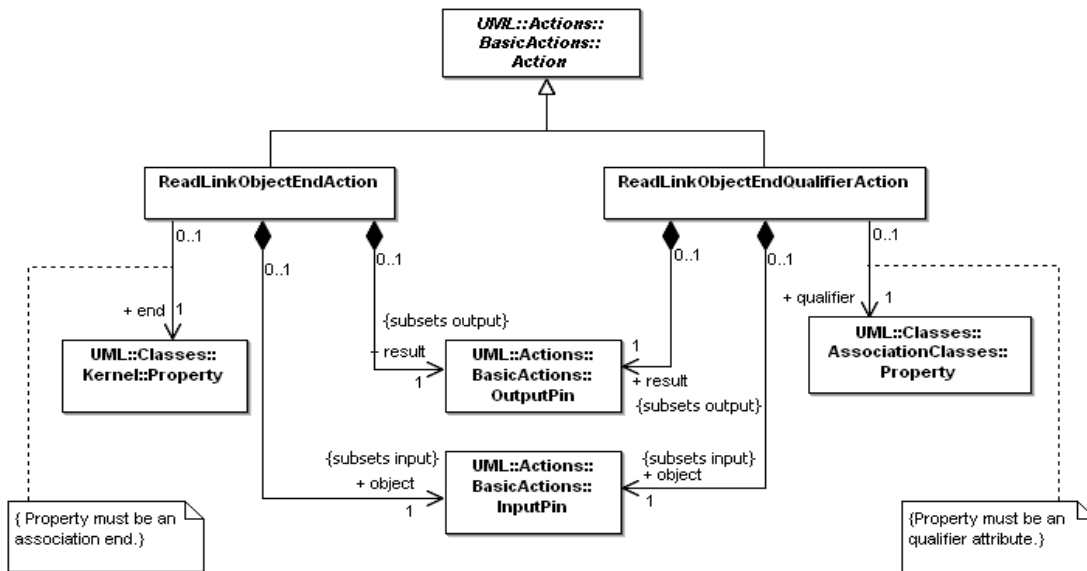 UML::Actions::
BasicActions::
Action
ReadLinkObjectEndAction
ReadLinkObjectEndQualifierAction
0..1
0..1
0..1
0..1
0..1
0..1
+ end
1
{subsets output}
+ result
1
1
+ result
{subsets output}
+ qualifier
1
UML::Classes::
Kernel::Property
UML::Actions::
BasicActions::
OutputPin
UML::Classes::
AssociationClasses::
Property
{subsets input}
+ object
1
{subsets input}
+ object
1
UML::Actions::
BasicActions::
InputPin
{ Property must be an
association end.}
{Property must be an
qualifier attribute.}